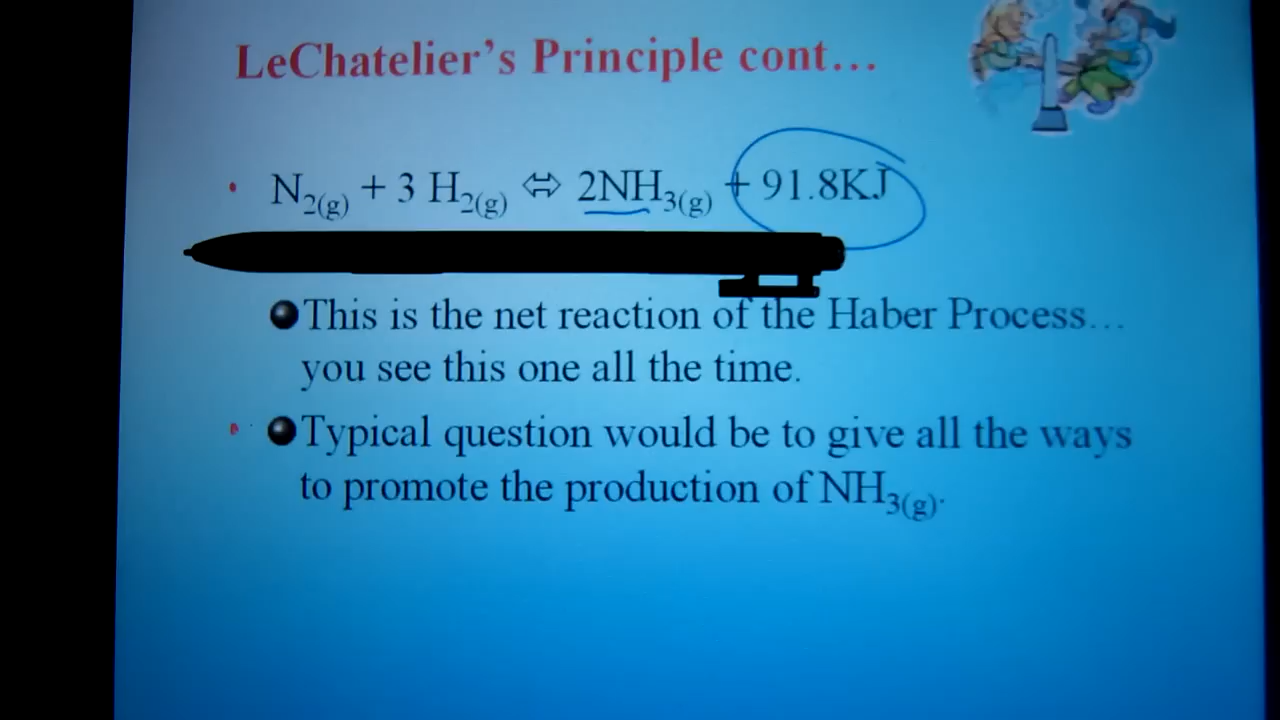 LeChatelier's Principle cont…
• N₂(g) + 3 H₂(g) ⇔ 2NH₃(g) + 91.8KJ
This is the net reaction of the Haber Process…
you see this one all the time.
Typical question would be to give all the ways
to promote the production of NH₃(g).